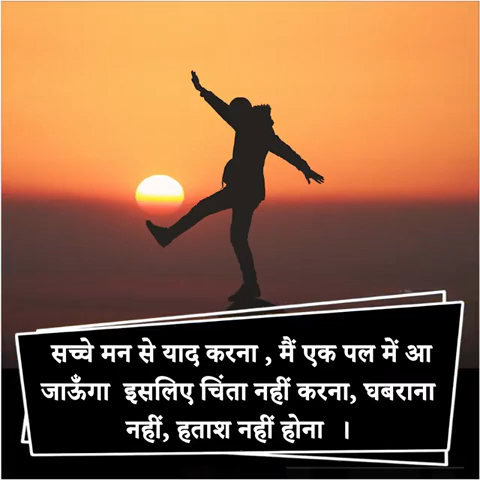 सच्चे मन से याद करना , मैं एक पल में आ
जाऊँगा इसलिए चिंता नहीं करना, घबराना
नहीं, हताश नहीं होना ।